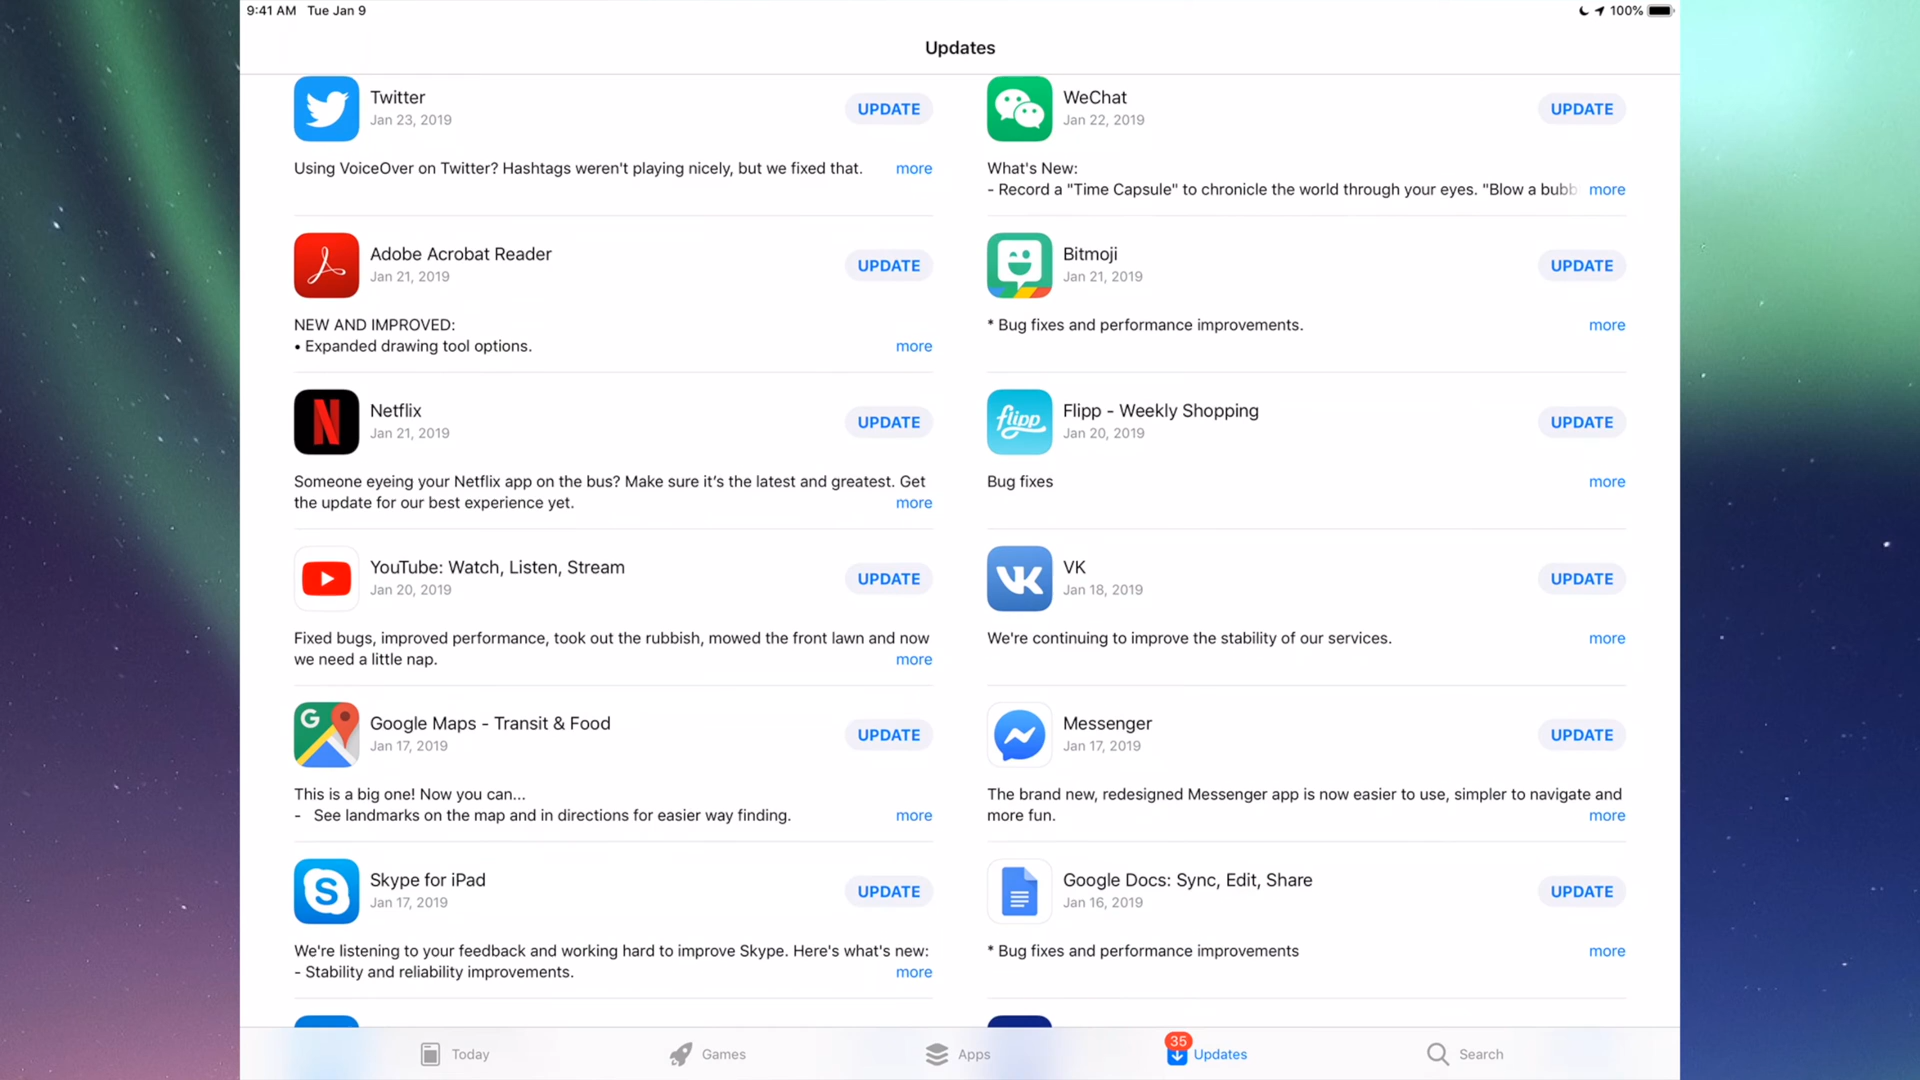 9:41 AM Tue Jan 9
100%
Updates
Twitter
Jan 23, 2019
UPDATE
Using VoiceOver on Twitter? Hashtags weren't playing nicely, but we fixed that. more
WeChat
Jan 22, 2019
UPDATE
What's New:
- Record a "Time Capsule" to chronicle the world through your eyes. "Blow a bubb more
Adobe Acrobat Reader
Jan 21, 2019
UPDATE
NEW AND IMPROVED:
• Expanded drawing tool options. more
Bitmoji
Jan 21, 2019
UPDATE
* Bug fixes and performance improvements. more
N
Netflix
Jan 21, 2019
UPDATE
Someone eyeing your Netflix app on the bus? Make sure it’s the latest and greatest. Get
the update for our best experience yet. more
flipp
Flipp - Weekly Shopping
Jan 20, 2019
UPDATE
Bug fixes more
YouTube: Watch, Listen, Stream
Jan 20, 2019
UPDATE
Fixed bugs, improved performance, took out the rubbish, mowed the front lawn and now
we need a little nap. more
VK
VK
Jan 18, 2019
UPDATE
We're continuing to improve the stability of our services. more
G
Google Maps - Transit & Food
Jan 17, 2019
UPDATE
This is a big one! Now you can...
- See landmarks on the map and in directions for easier way finding. more
Messenger
Jan 17, 2019
UPDATE
The brand new, redesigned Messenger app is now easier to use, simpler to navigate and
more fun. more
S
Skype for iPad
Jan 17, 2019
UPDATE
We're listening to your feedback and working hard to improve Skype. Here's what's new:
- Stability and reliability improvements. more
Google Docs: Sync, Edit, Share
Jan 16, 2019
UPDATE
* Bug fixes and performance improvements more
Today
Games
Apps
35
Updates
Search